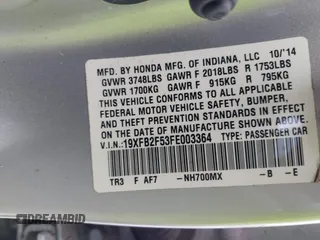 MFD. BY HONDA MFG. OF INDIANA, LLC 10/'14
GVWR 3748LBS GAWR F 2018LBS R 1753LBS
GVWR 1700KG GAWR F 915KG R 795KG
THIS VEHICLE CONFORMS TO ALL APPLICABLE
FEDERAL MOTOR VEHICLE SAFETY, BUMPER,
AND THEFT PREVENTION STANDARDS IN EFFECT
ON THE DATE OF MANUFACTURE SHOWN ABOVE.
V.I.N.: 19XFB2F53FE003364 TYPE: PASSENGER CAR
TR3 F AF7 -NH700MX -B -E
DREAMBID